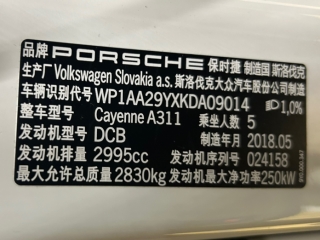 品牌 PORSCHE 保时捷 制造国 斯洛伐克
生产厂 Volkswagen Slovakia a.s. 斯洛伐克大众汽车股份公司制造
车辆识别代号 WP1AA29YXKDA09014 1,0%
整车型号 Cayenne A311 乘坐人数 5
发动机型号 DCB 制造年月 2018.05
发动机排量 2995cc 发动机序号 024158
最大允许总质量 2830kg 发动机最大净功率 250kW